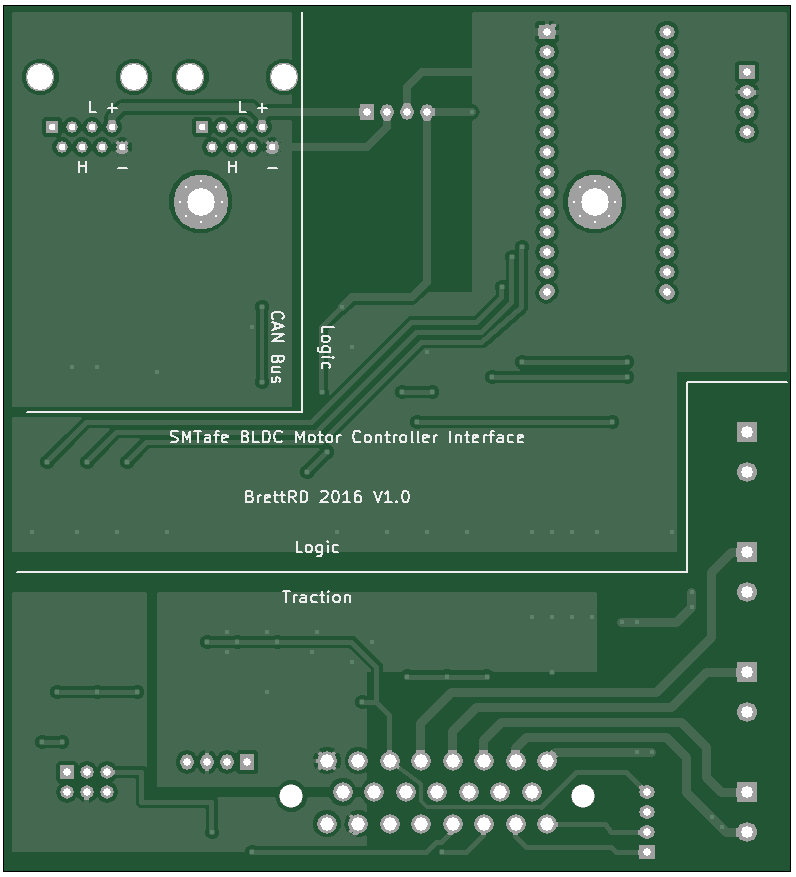 L +    L +
H –    H –
CAN Bus
Logic
SMTafe BLDC Motor Controller Interface
BrettRD 2016 V1.0
Logic
Traction